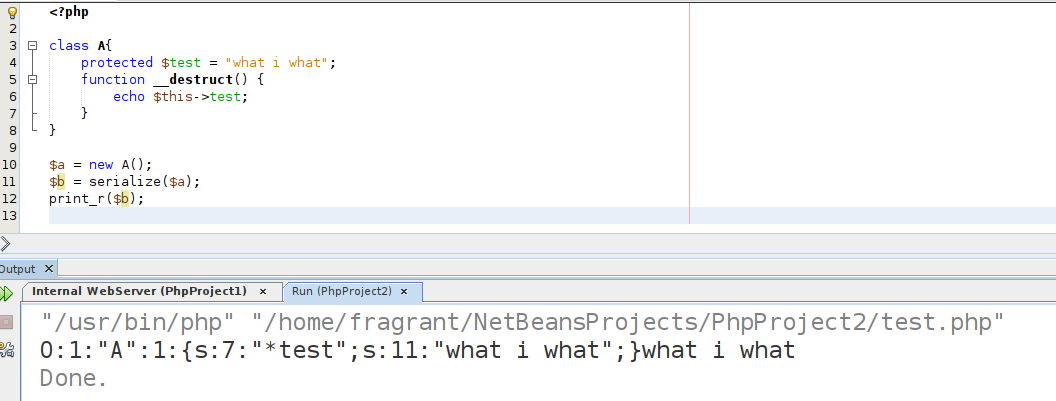 1 <?php
2
3 class A{
4 protected $test = "what i what";
5 function __destruct() {
6 echo $this->test;
7 }
8 }
9
10 $a = new A();
11 $b = serialize($a);
12 print_r($b);
13
Output ×
Internal WebServer (PhpProject1) × Run (PhpProject2) ×
"/usr/bin/php" "/home/fragrant/NetBeansProjects/PhpProject2/test.php"
O:1:"A":1:{s:7:"*test";s:11:"what i what";}what i what
Done.